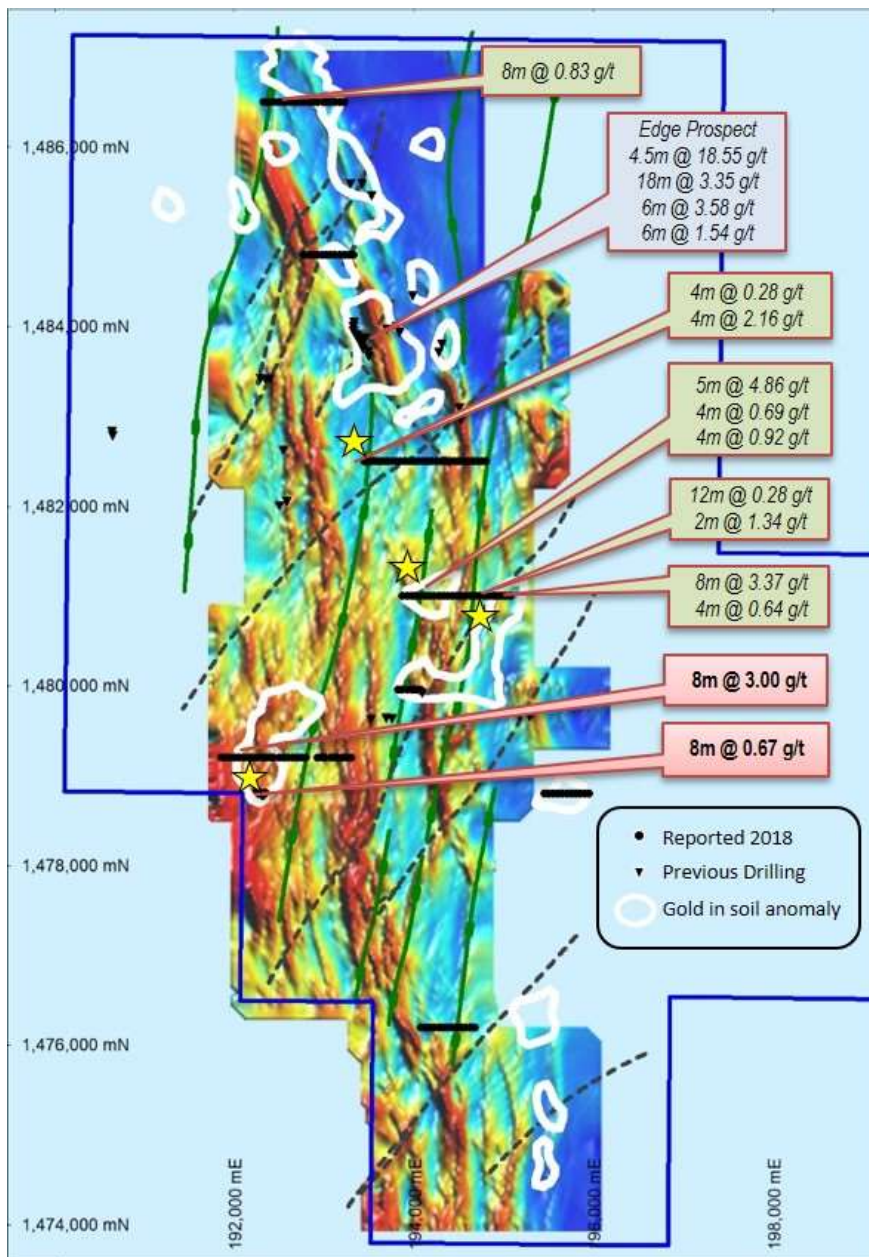 8m @ 0.83 g/t
1,486,000 mN
Edge Prospect
4.5m @ 18.55 g/t
18m @ 3.35 g/t
6m @ 3.58 g/t
6m @ 1.54 g/t
1,484,000 mN
4m @ 0.28 g/t
4m @ 2.16 g/t
5m @ 4.86 g/t
4m @ 0.69 g/t
4m @ 0.92 g/t
1,482,000 mN
12m @ 0.28 g/t
2m @ 1.34 g/t
8m @ 3.37 g/t
4m @ 0.64 g/t
1,480,000 mN
8m @ 3.00 g/t
8m @ 0.67 g/t
1,478,000 mN
Reported 2018
Previous Drilling
Gold in soil anomaly
1,476,000 mN
1,474,000 mN
192,000 mE
194,000 mE
196,000 mE
198,000 mE